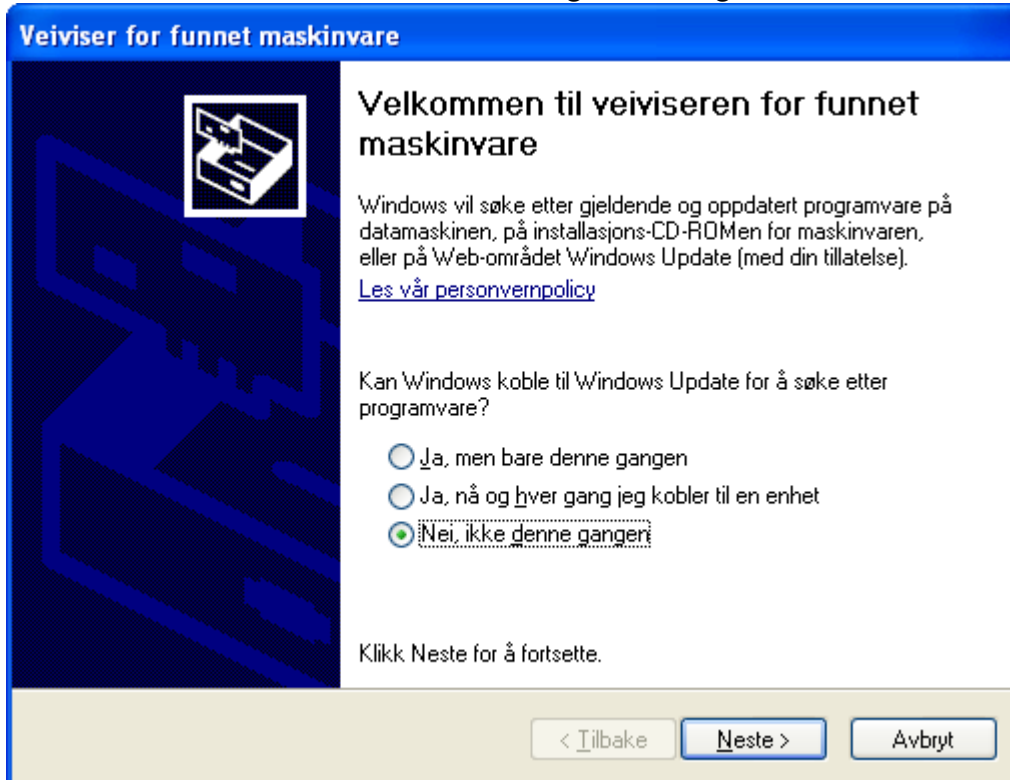 Veiviser for funnet maskinvare
Velkommen til veiviseren for funnet
maskinvare
Windows vil søke etter gjeldende og oppdatert programvare på
datamaskinen, på installasjons-CD-ROMen for maskinvaren,
eller på Web-området Windows Update (med din tillatelse).
Les vår personvernpolicy
Kan Windows koble til Windows Update for å søke etter
programvare?
Ja, men bare denne gangen
Ja, nå og hver gang jeg kobler til en enhet
Nei, ikke denne gangen
Klikk Neste for å fortsette.
< Tilbake
Neste >
Avbryt